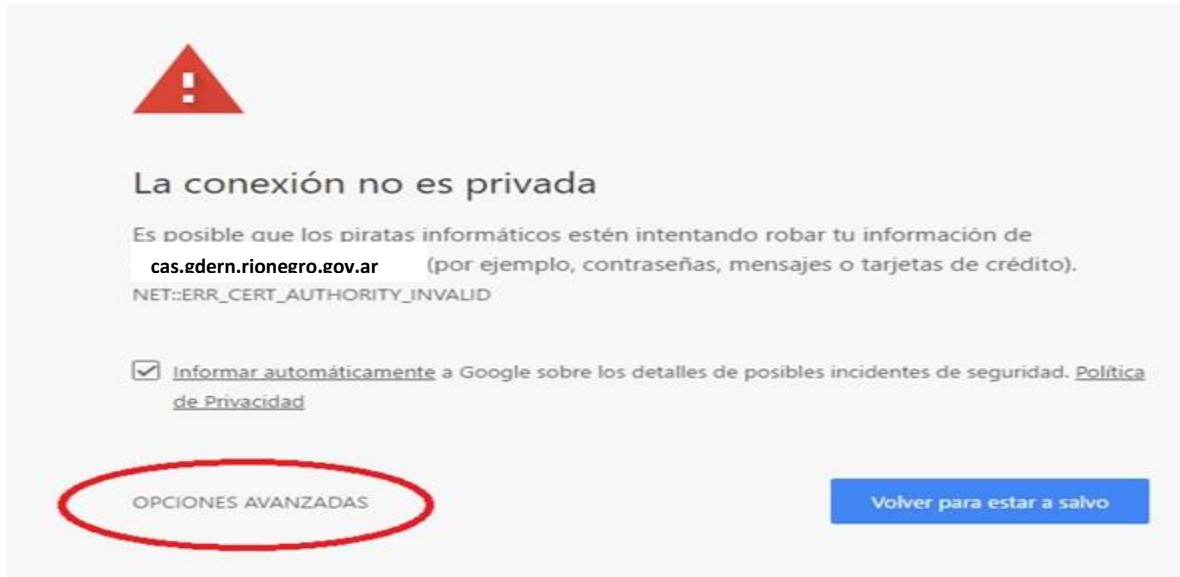 La conexión no es privada
Es posible que los piratas informáticos estén intentando robar tu información de
cas.gdern.rionegro.gov.ar (por ejemplo, contraseñas, mensajes o tarjetas de crédito).
NET::ERR_CERT_AUTHORITY_INVALID
Informar automáticamente a Google sobre los detalles de posibles incidentes de seguridad. Política
de Privacidad
OPCIONES AVANZADAS
Volver para estar a salvo